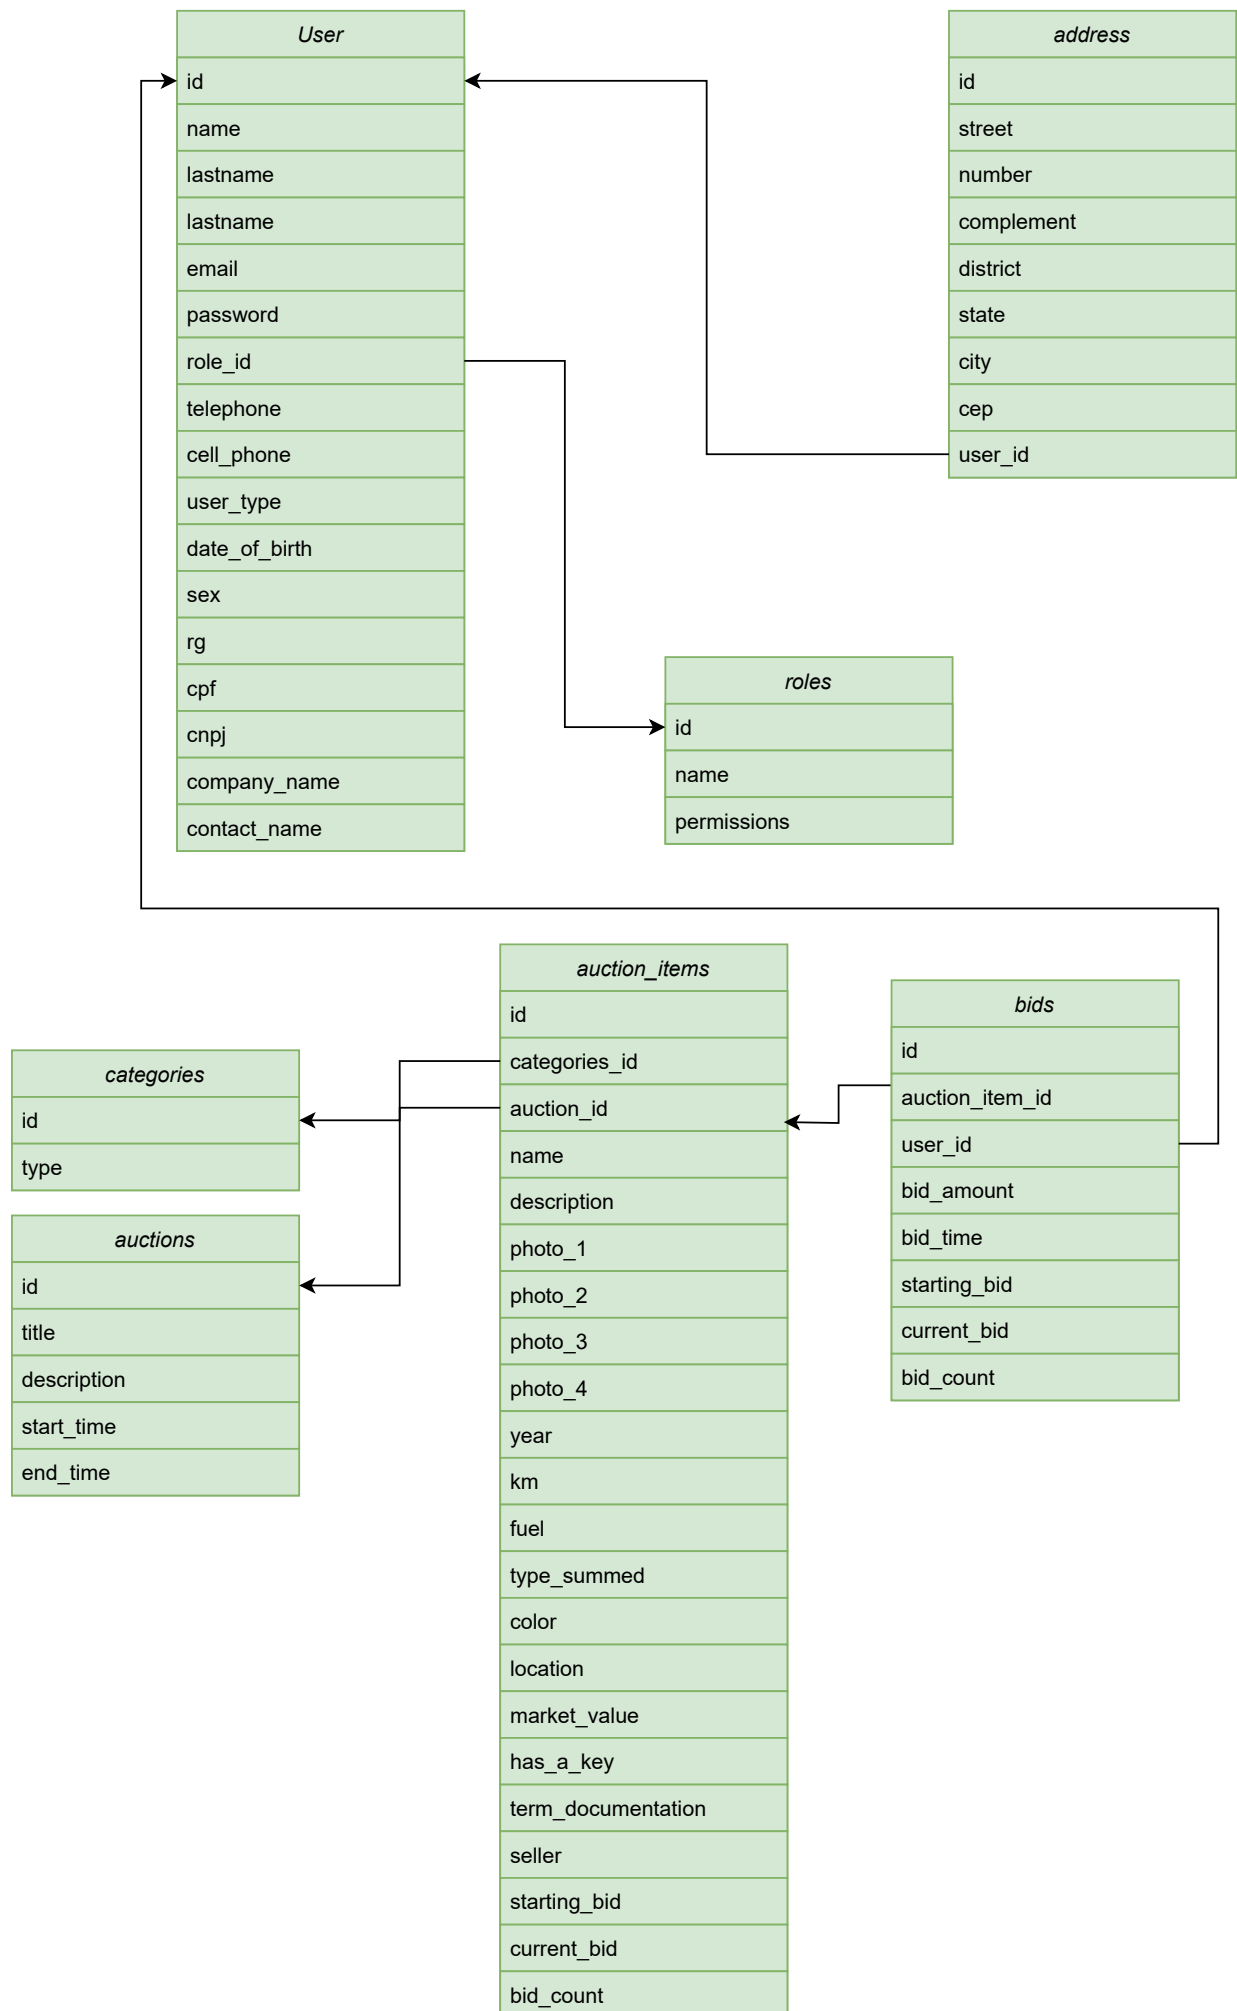 User
id
name
lastname
lastname
email
password
role_id
telephone
cell_phone
user_type
date_of_birth
sex
rg
cpf
cnpj
company_name
contact_name
address
id
street
number
complement
district
state
city
cep
user_id
roles
id
name
permissions
categories
id
type
auctions
id
title
description
start_time
end_time
auction_items
id
categories_id
auction_id
name
description
photo_1
photo_2
photo_3
photo_4
year
km
fuel
type_summed
color
location
market_value
has_a_key
term_documentation
seller
starting_bid
current_bid
bid_count
bids
id
auction_item_id
user_id
bid_amount
bid_time
starting_bid
current_bid
bid_count